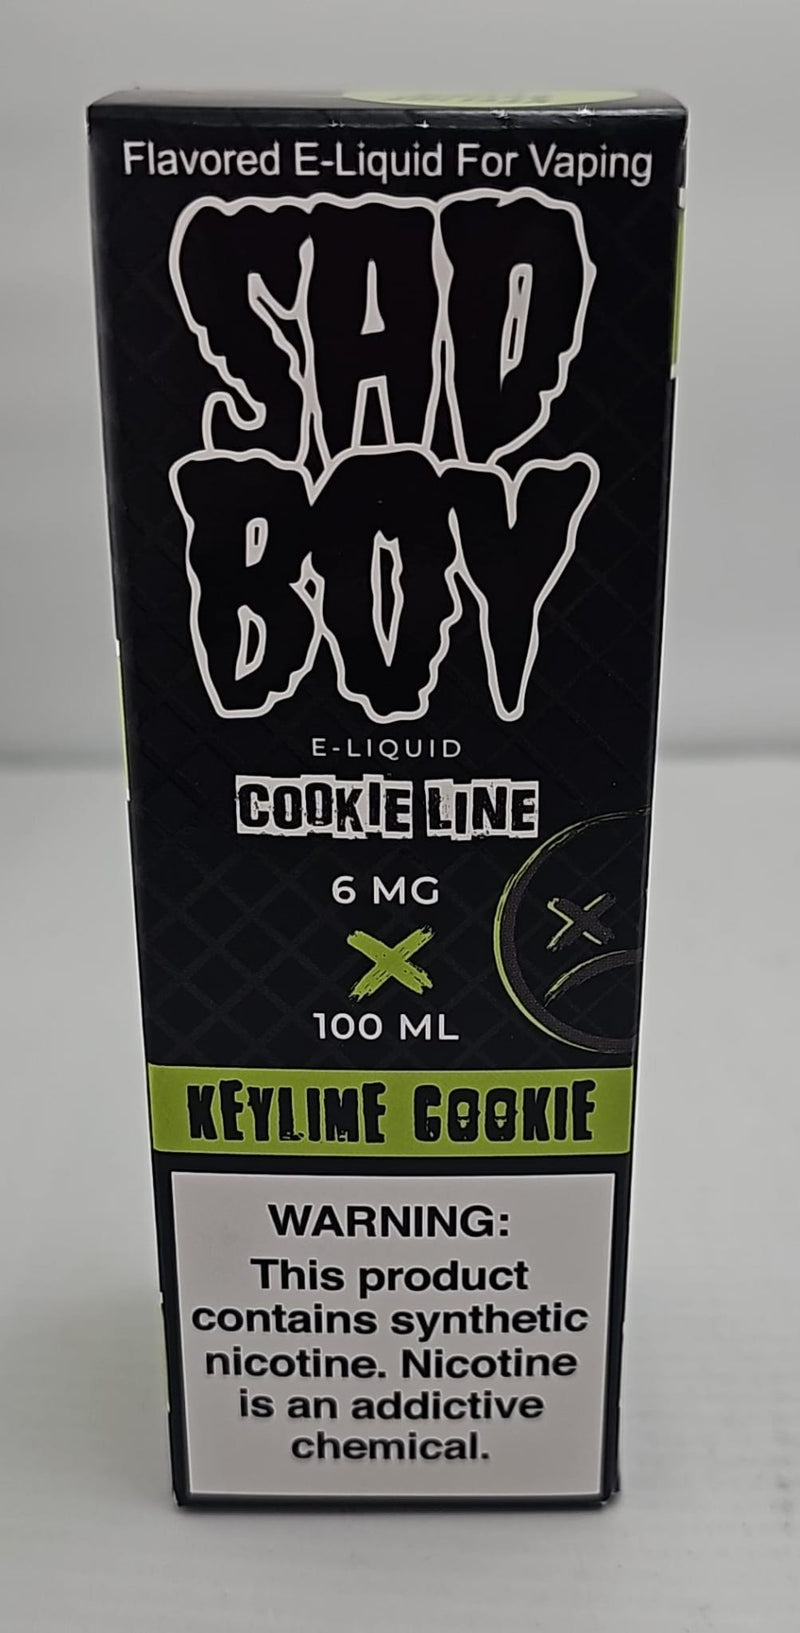 Flavored E-Liquid For Vaping
SAD
BOY
E-LIQUID
COOKIE LINE
6 MG
X
100 ML
KEYLIME COOKIE
WARNING:
This product
contains synthetic
nicotine. Nicotine
is an addictive
chemical.